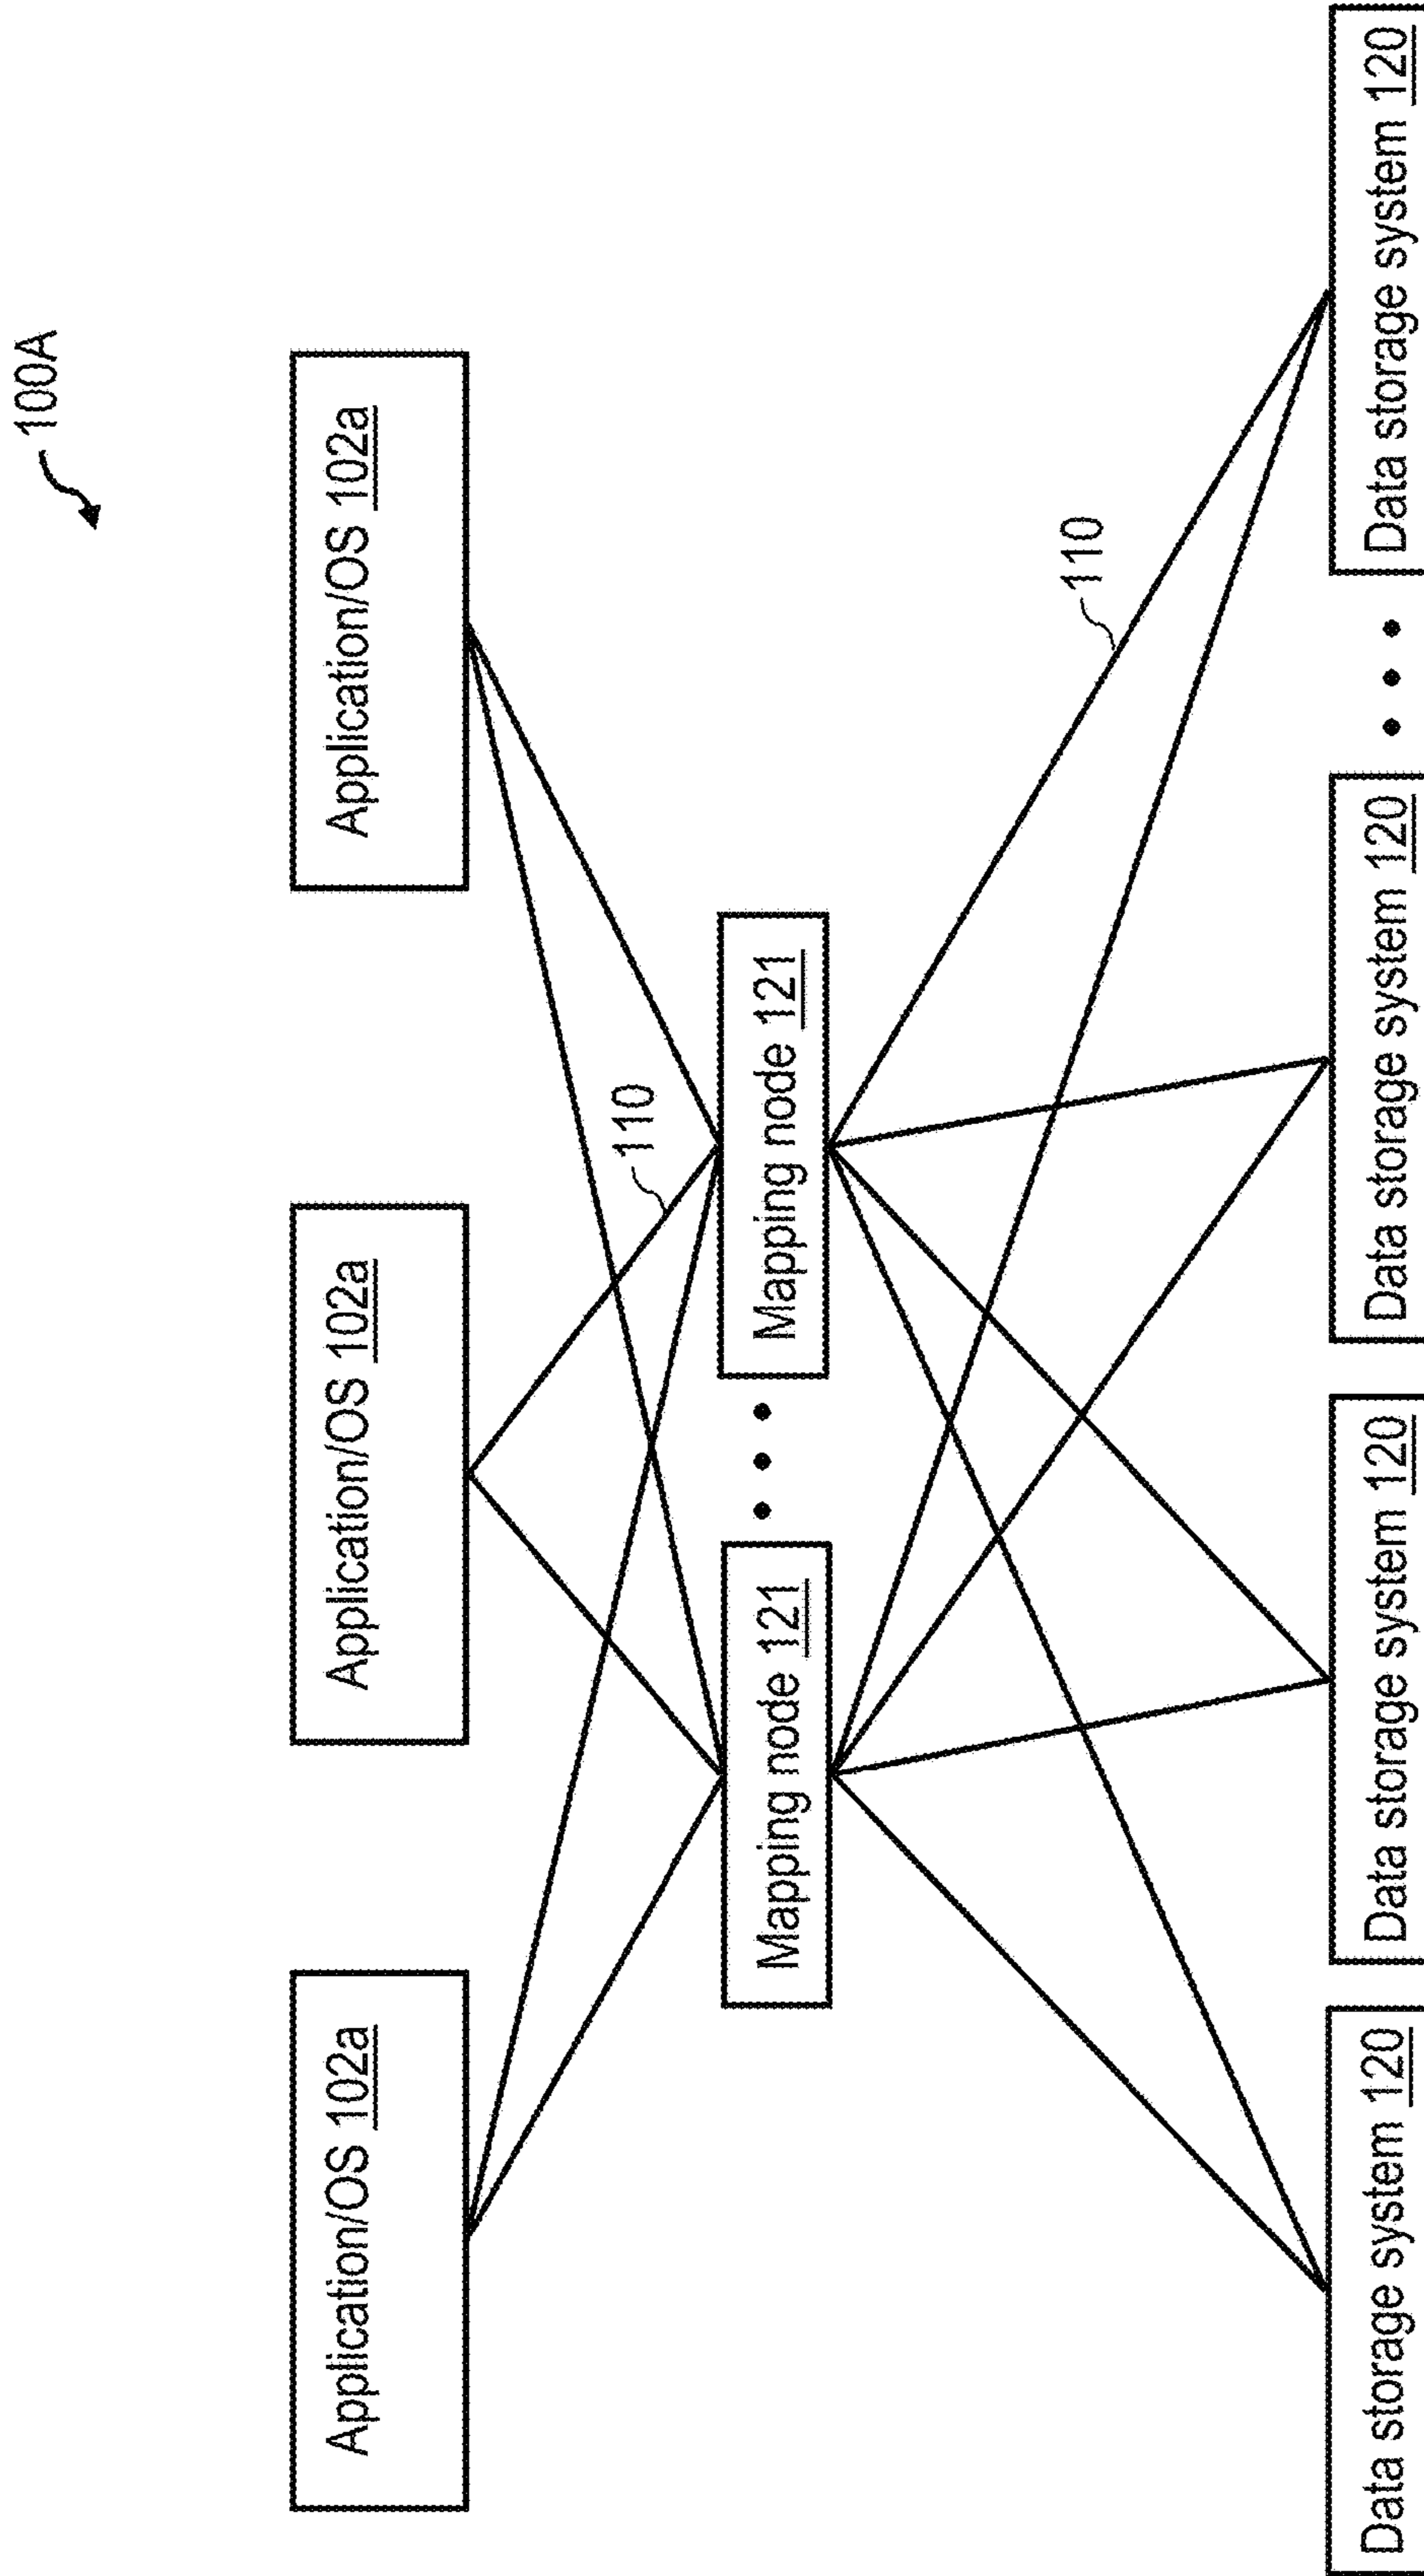 100A
Application/OS 102a
Application/OS 102a
Application/OS 102a
110
Mapping node 121
Mapping node 121
110
Data storage system 120
Data storage system 120
Data storage system 120
Data storage system 120